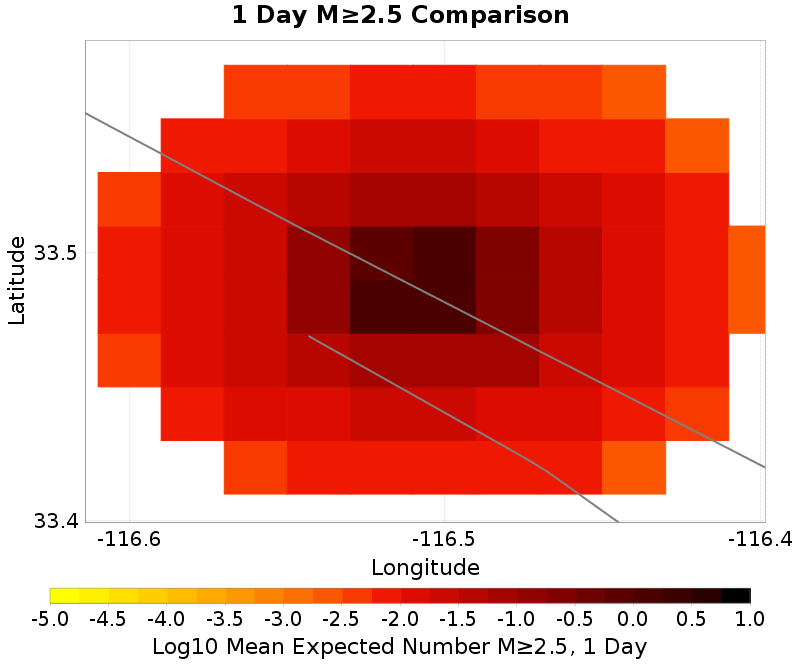 1 Day M≥2.5 Comparison
Latitude
33.5
33.4
-116.6 -116.5 -116.4
Longitude
-5.0 -4.5 -4.0 -3.5 -3.0 -2.5 -2.0 -1.5 -1.0 -0.5 0.0 0.5 1.0
Log10 Mean Expected Number M≥2.5, 1 Day